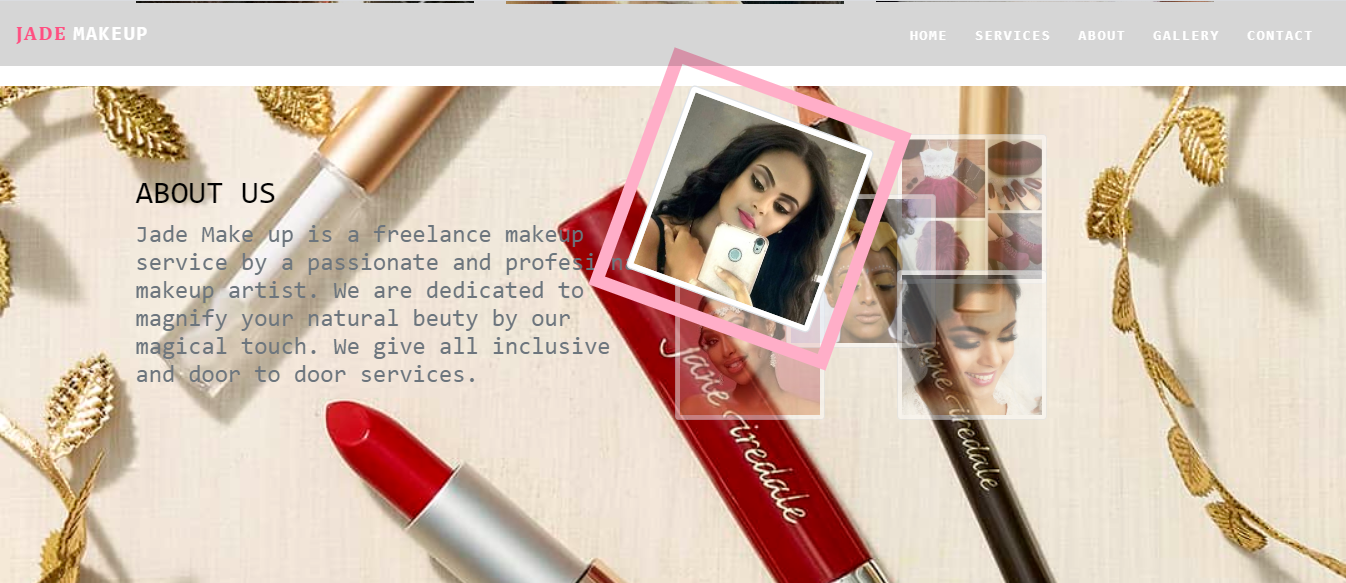 JADE MAKEUP
HOME SERVICES ABOUT GALLERY CONTACT
ABOUT US
Jade Make up is a freelance makeup
service by a passionate and
makeup artist. We are dedicated to
magnify your natural beuty by our
magical touch. We give all inclusive
and door to door services.
Jane iredale
jane iredale